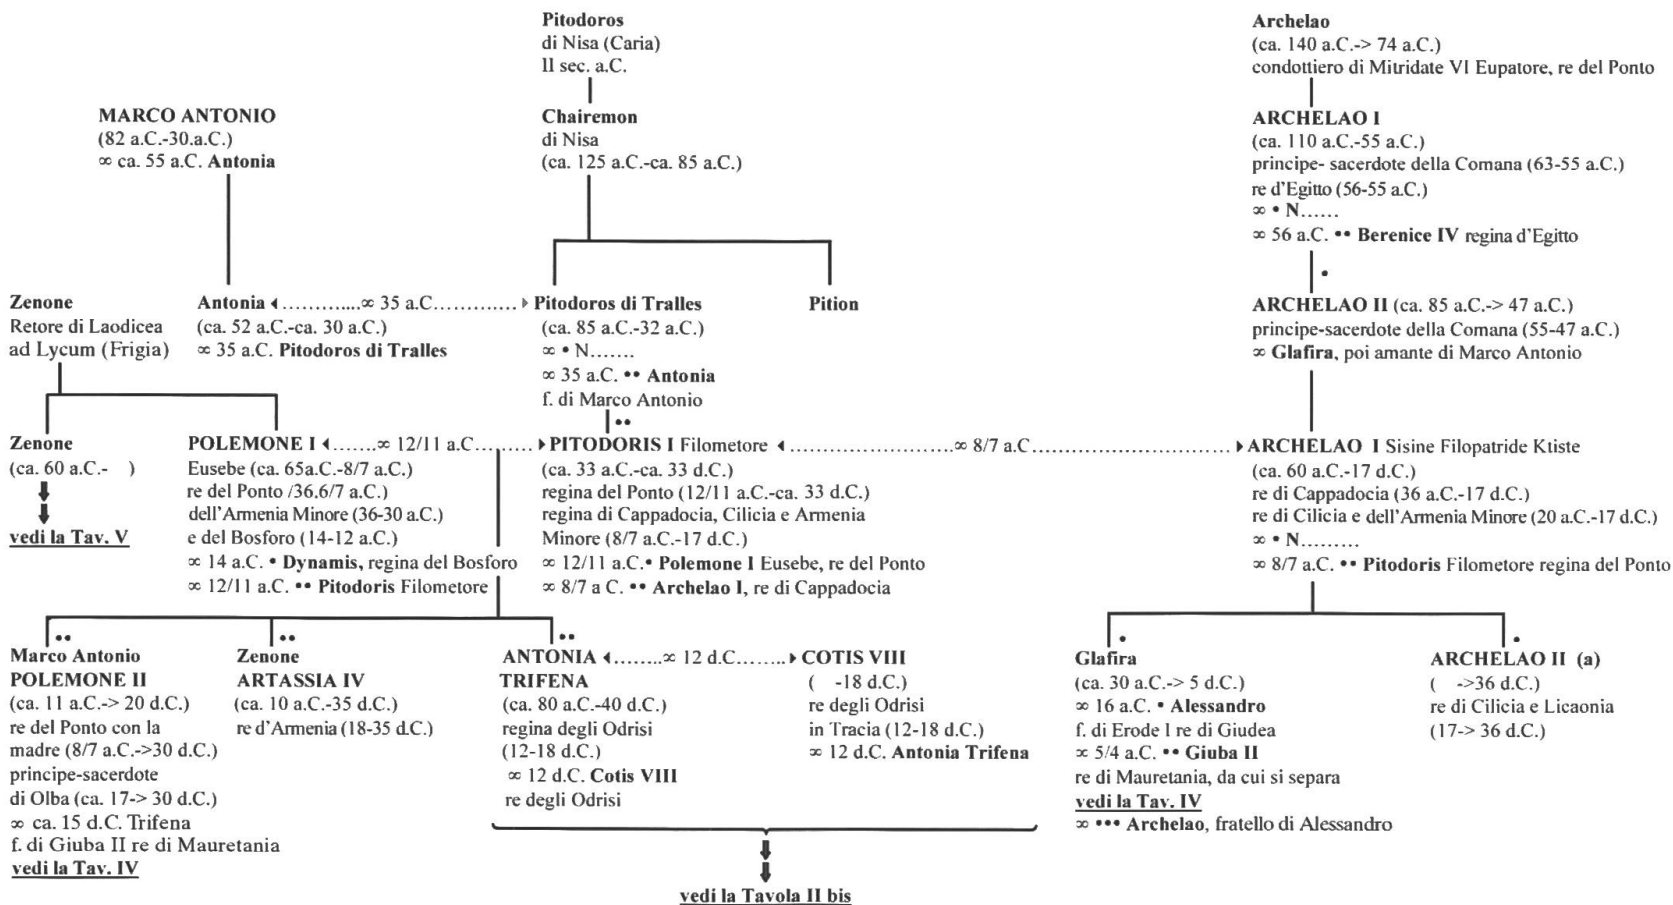 Pitodoros
di Nisa (Caria)
II sec. a.C.
Archelao
(ca. 140 a.C.-> 74 a.C.)
condottiero di Mitridate VI Eupatore, re del Ponto
MARCO ANTONIO
(82 a.C.-30.a.C.)
∞ ca. 55 a.C. Antonia
Chairemon
di Nisa
(ca. 125 a.C.-ca. 85 a.C.)
ARCHELAO I
(ca. 110 a.C.-55 a.C.)
principe- sacerdote della Comana (63-55 a.C.)
re d'Egitto (56-55 a.C.)
∞ • N......
∞ 56 a.C. •• Berenice IV regina d'Egitto
•
Zenone
Retore di Laodicea
ad Lycum (Frigia)
Antonia ◂ ............∞ 35 a.C............ ▸ Pitodoros di Tralles
(ca. 52 a.C.-ca. 30 a.C.)
∞ 35 a.C. Pitodoros di Tralles
(ca. 85 a.C.-32 a.C.)
∞ • N.......
∞ 35 a.C. •• Antonia
f. di Marco Antonio
••
Pition
ARCHELAO II (ca. 85 a.C.-> 47 a.C.)
principe-sacerdote della Comana (55-47 a.C.)
∞ Glafira, poi amante di Marco Antonio
Zenone
(ca. 60 a.C.- )
vedi la Tav. V
POLEMONE I ◂ ......∞ 12/11 a.C......... ▸ PITODORIS I Filometore ◂ .......................∞ 8/7 a.C............................ ▸ ARCHELAO I Sisine Filopatride Ktiste
Eusebe (ca. 65a.C.-8/7 a.C.)
re del Ponto /36.6/7 a.C.)
dell'Armenia Minore (36-30 a.C.)
e del Bosforo (14-12 a.C.)
∞ 14 a.C. • Dynamis, regina del Bosforo
∞ 12/11 a.C. •• Pitodoris Filometore
(ca. 33 a.C.-ca. 33 d.C.)
regina del Ponto (12/11 a.C.-ca. 33 d.C.)
regina di Cappadocia, Cilicia e Armenia
Minore (8/7 a.C.-17 d.C.)
∞ 12/11 a.C.• Polemone I Eusebe, re del Ponto
∞ 8/7 a C. •• Archelao I, re di Cappadocia
(ca. 60 a.C.-17 d.C.)
re di Cappadocia (36 a.C.-17 d.C.)
re di Cilicia e dell'Armenia Minore (20 a.C.-17 d.C.)
∞ • N.........
∞ 8/7 a.C. •• Pitodoris Filometore regina del Ponto
••
Marco Antonio
POLEMONE II
(ca. 11 a.C.-> 20 d.C.)
re del Ponto con la
madre (8/7 a.C.->30 d.C.)
principe-sacerdote
di Olba (ca. 17-> 30 d.C.)
∞ ca. 15 d.C. Trifena
f. di Giuba II re di Mauretania
vedi la Tav. IV
••
Zenone
ARTASSIA IV
(ca. 10 a.C.-35 d.C.)
re d'Armenia (18-35 d.C.)
••
ANTONIA ◂ ........∞ 12 d.C........ ▸ COTIS VIII
TRIFENA
(ca. 80 a.C.-40 d.C.)
regina degli Odrisi
(12-18 d.C.)
∞ 12 d.C. Cotis VIII
re degli Odrisi
( -18 d.C.)
re degli Odrisi
in Tracia (12-18 d.C.)
∞ 12 d.C. Antonia Trifena
•
Glafira
(ca. 30 a.C.-> 5 d.C.)
∞ 16 a.C. • Alessandro
f. di Erode I re di Giudea
∝ 5/4 a.C. •• Giuba II
re di Mauretania, da cui si separa
vedi la Tav. IV
∞ ••• Archelao, fratello di Alessandro
•
ARCHELAO II (a)
( ->36 d.C.)
re di Cilicia e Licaonia
(17-> 36 d.C.)
vedi la Tavola II bis